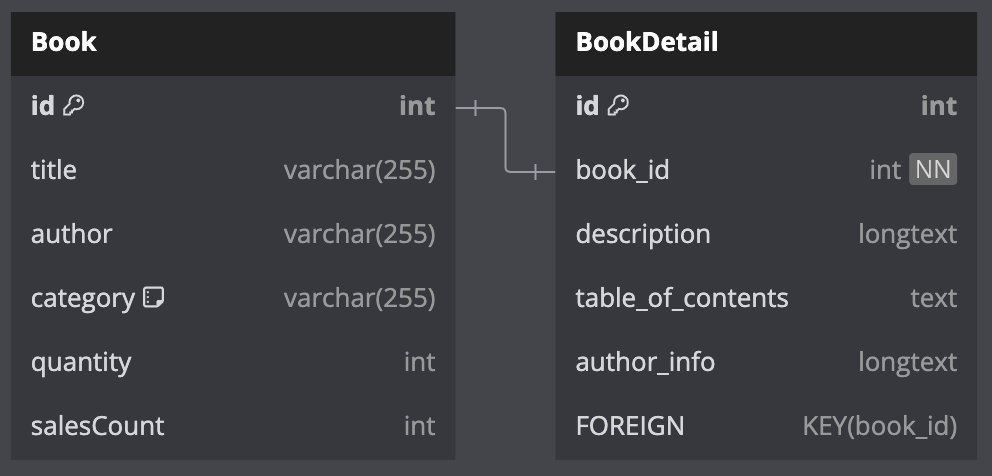 Book
id int
title varchar(255)
author varchar(255)
category varchar(255)
quantity int
salesCount int
BookDetail
id int
book_id int NN
description longtext
table_of_contents text
author_info longtext
FOREIGN KEY(book_id)